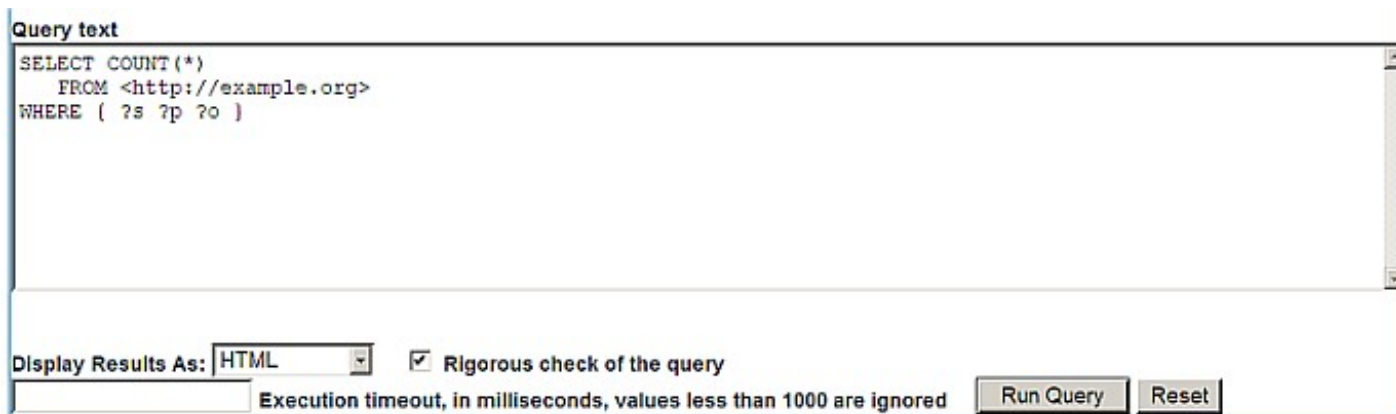 Query text
SELECT COUNT(*)
FROM <http://example.org>
WHERE { ?s ?p ?o }
Display Results As: HTML Rigorous check of the query
Execution timeout, in milliseconds, values less than 1000 are ignored Run Query Reset